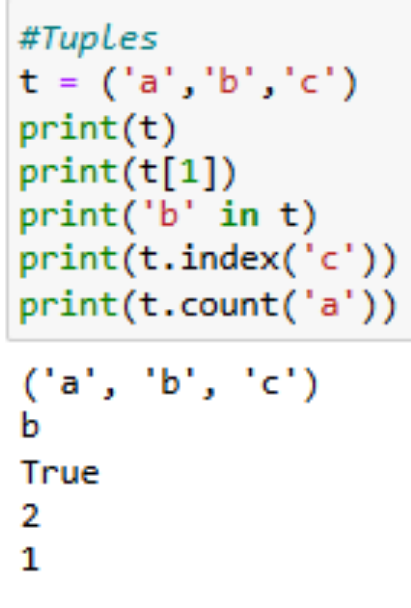 #Tuples
t = ('a','b','c')
print(t)
print(t[1])
print('b' in t)
print(t.index('c'))
print(t.count('a'))
('a', 'b', 'c')
b
True
2
1